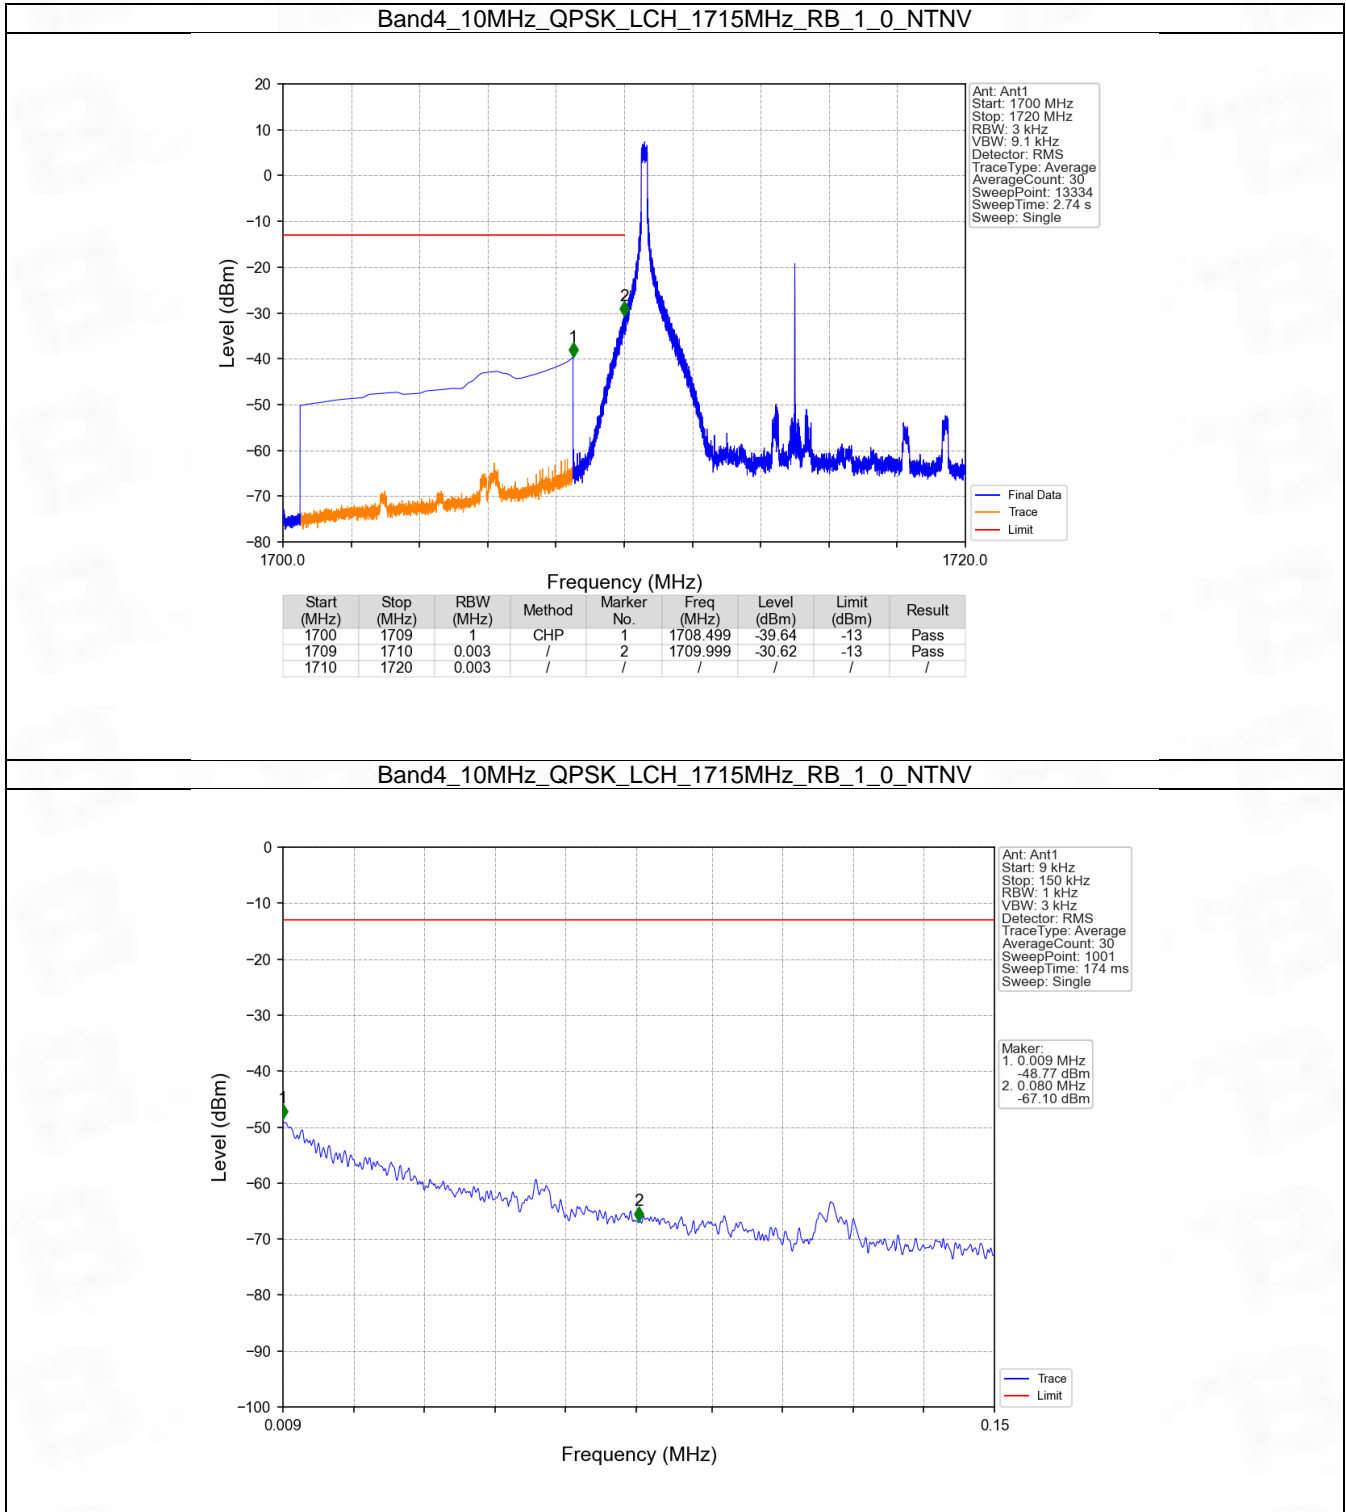 Band4_10MHz_QPSK_LCH_1715MHz_RB_1_0_NTNV
20
10
0
−10
−20
−30
−40
−50
−60
−70
−80
Level (dBm)
1
2
1700.0
1720.0
Frequency (MHz)
Ant: Ant1
Start: 1700 MHz
Stop: 1720 MHz
RBW: 3 kHz
VBW: 9.1 kHz
Detector: RMS
TraceType: Average
AverageCount: 30
SweepPoint: 13334
SweepTime: 2.74 s
Sweep: Single
Final Data
Trace
Limit
Start (MHz) Stop (MHz) RBW (MHz) Method Marker No. Freq (MHz) Level (dBm) Limit (dBm) Result
1700 1709 1 CHP 1 1708.499 -39.64 -13 Pass
1709 1710 0.003 / 2 1709.999 -30.62 -13 Pass
1710 1720 0.003 / / / / / /
Band4_10MHz_QPSK_LCH_1715MHz_RB_1_0_NTNV
0
−10
−20
−30
−40
−50
−60
−70
−80
−90
−100
Level (dBm)
1
2
0.009
0.15
Frequency (MHz)
Ant: Ant1
Start: 9 kHz
Stop: 150 kHz
RBW: 1 kHz
VBW: 3 kHz
Detector: RMS
TraceType: Average
AverageCount: 30
SweepPoint: 1001
SweepTime: 174 ms
Sweep: Single
Maker:
1. 0.009 MHz
-48.77 dBm
2. 0.080 MHz
-67.10 dBm
Trace
Limit